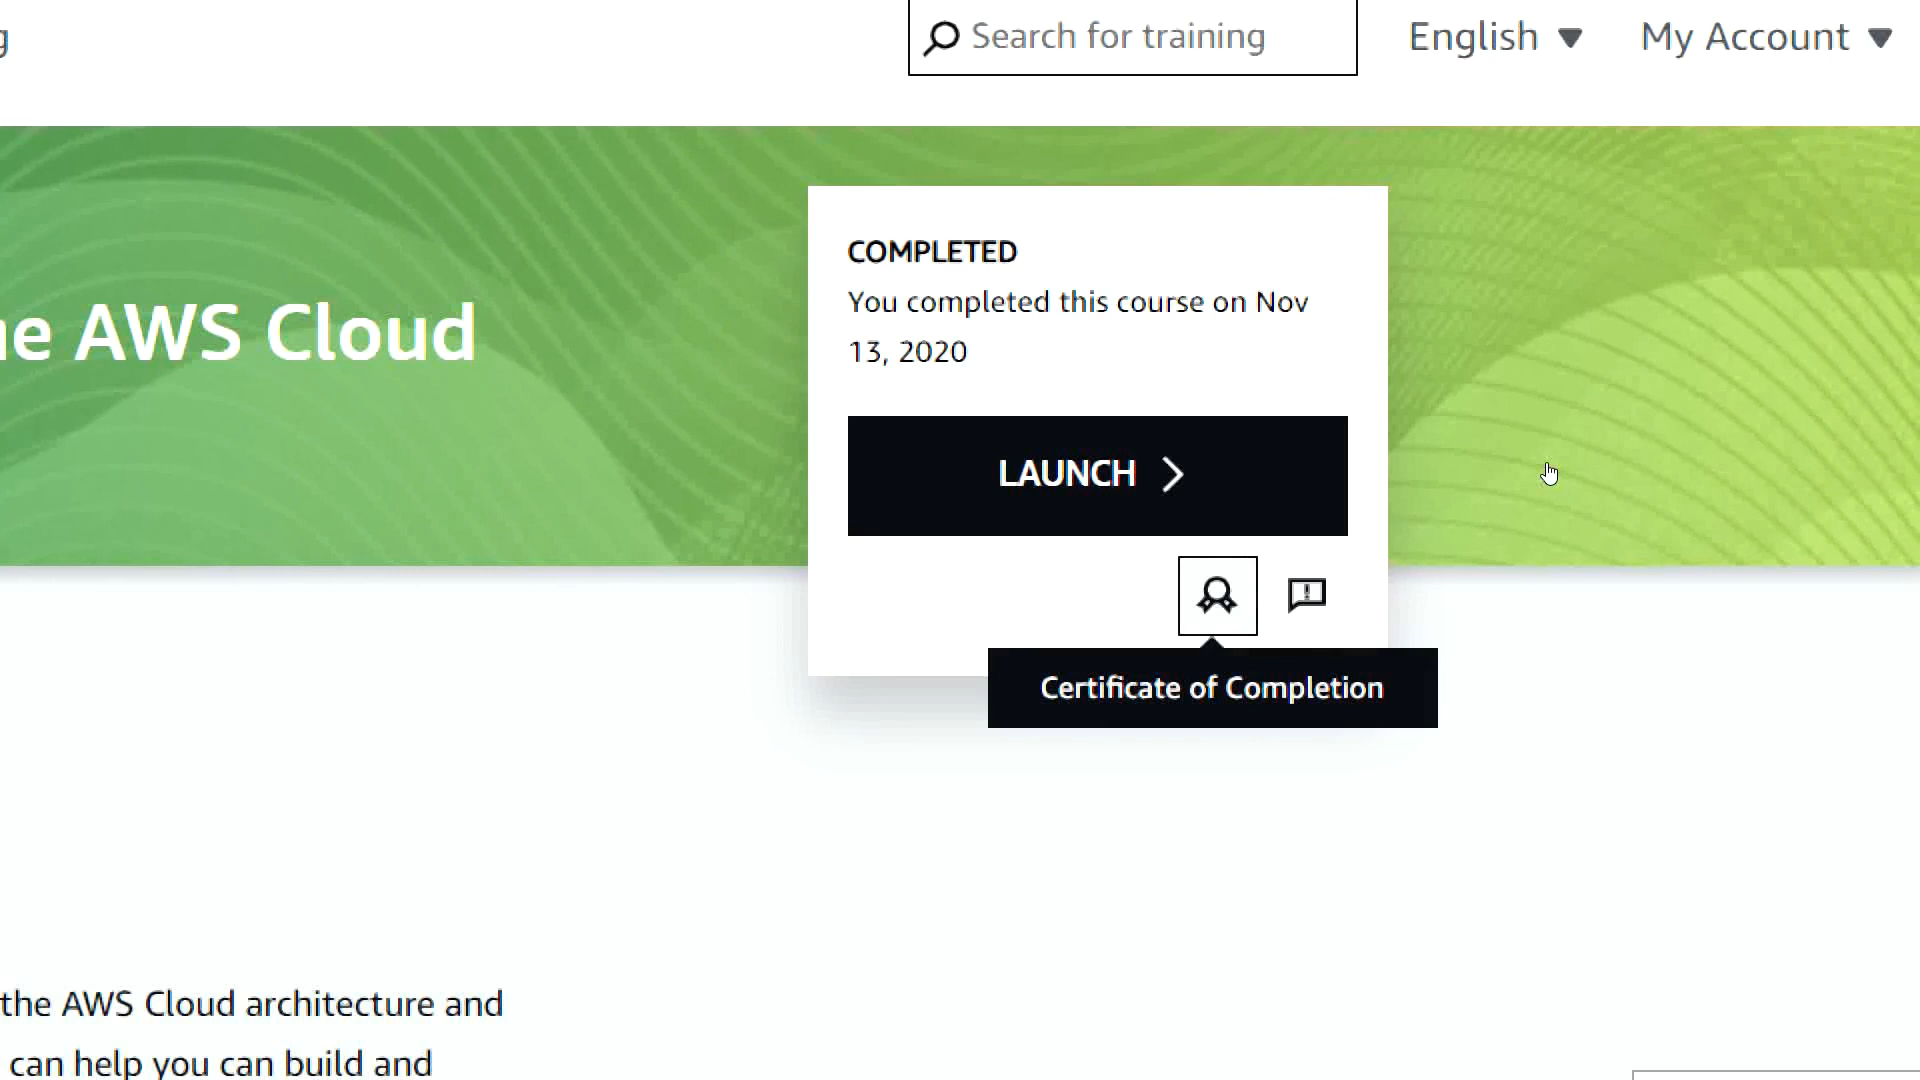 Search for training
English
My Account
COMPLETED
You completed this course on Nov
13, 2020
AWS Cloud
LAUNCH
Certificate of Completion
the AWS Cloud architecture and
can help you can build and